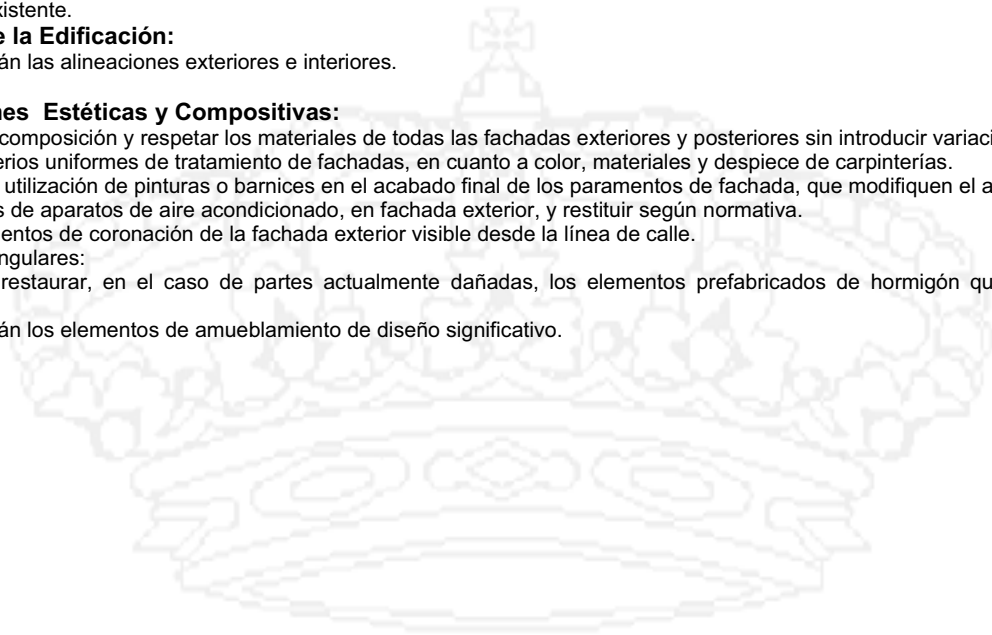 xistente.
e la Edificación:
án las alineaciones exteriores e interiores.
nes Estéticas y Compositivas:
composición y respetar los materiales de todas las fachadas exteriores y posteriores sin introducir variaci
erios uniformes de tratamiento de fachadas, en cuanto a color, materiales y despiece de carpinterías.
utilización de pinturas o barnices en el acabado final de los paramentos de fachada, que modifiquen el a
s de aparatos de aire acondicionado, en fachada exterior, y restituir según normativa.
entos de coronación de la fachada exterior visible desde la línea de calle.
ngulares:
restaurar, en el caso de partes actualmente dañadas, los elementos prefabricados de hormigón qu
án los elementos de amueblamiento de diseño significativo.